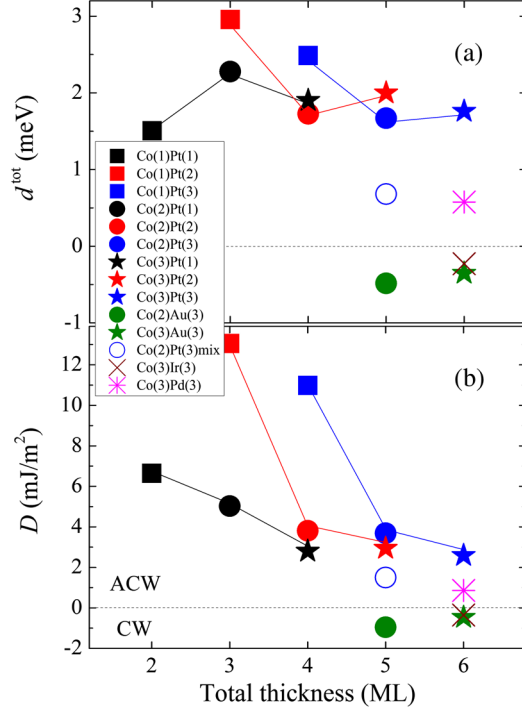 3
(a)
2
d^tot (meV)
1
0
-1
Co(1)Pt(1)
Co(1)Pt(2)
Co(1)Pt(3)
Co(2)Pt(1)
Co(2)Pt(2)
Co(2)Pt(3)
Co(3)Pt(1)
Co(3)Pt(2)
Co(3)Pt(3)
Co(2)Au(3)
Co(3)Au(3)
Co(2)Pt(3)mix
Co(3)Ir(3)
Co(3)Pd(3)
12
(b)
10
8
D (mJ/m²)
6
4
2
ACW
0
CW
-2
2 3 4 5 6
Total thickness (ML)